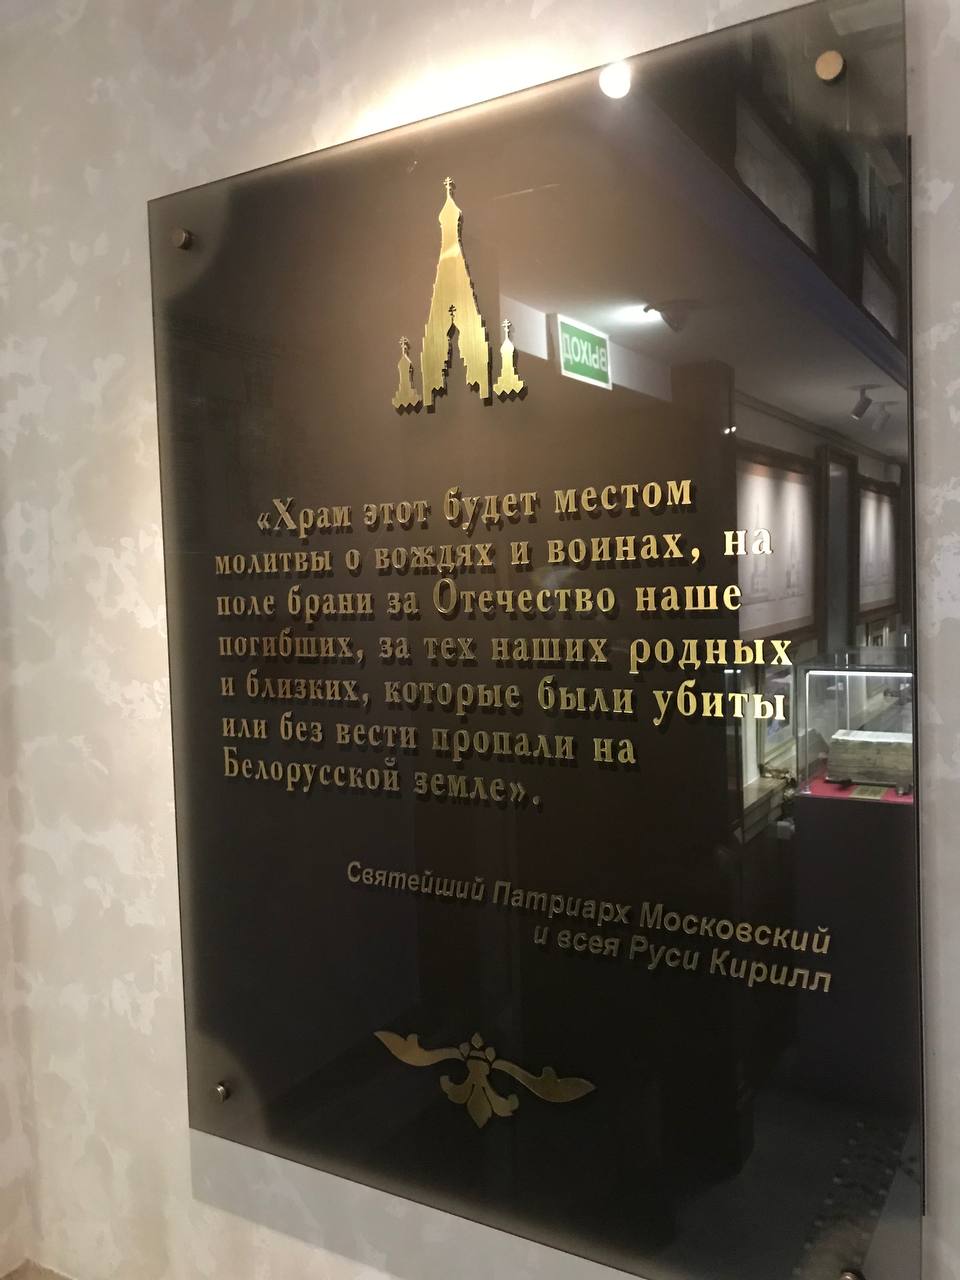 ВЫХОД
«Храм этот будет местом
молитвы о вождях и воинах, на
поле брани за Отечество наше
погибших, за тех наших родных
и близких, которые были убиты
или без вести пропали на
Белорусской земле».
Святейший Патриарх Московский
и всея Руси Кирилл